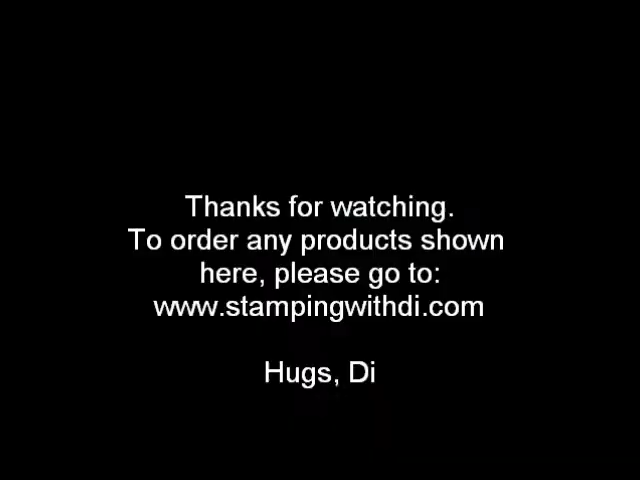 Thanks for watching.
To order any products shown
here, please go to:
www.stampingwithdi.com
Hugs, Di